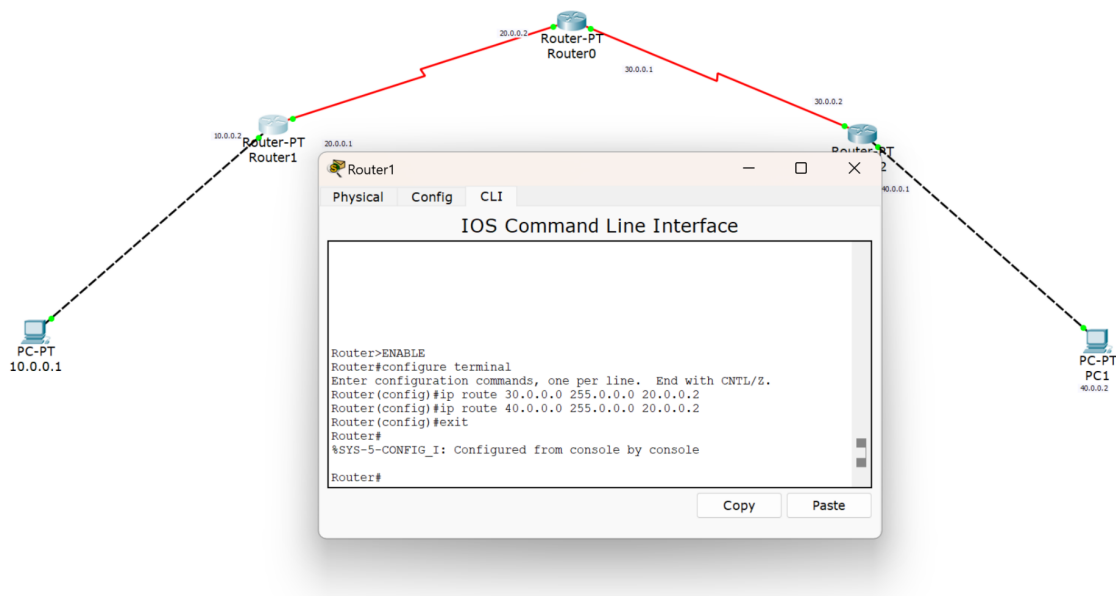 20.0.0.2
Router-PT
Router0
30.0.0.1
30.0.0.2
10.0.0.2
Router-PT
Router1
20.0.0.1
Router-PT
2
40.0.0.1
Router1
Physical Config CLI
IOS Command Line Interface
Router>ENABLE
Router#configure terminal
Enter configuration commands, one per line.  End with CNTL/Z.
Router(config)#ip route 30.0.0.0 255.0.0.0 20.0.0.2
Router(config)#ip route 40.0.0.0 255.0.0.0 20.0.0.2
Router(config)#exit
Router#
%SYS-5-CONFIG_I: Configured from console by console
Router#
Copy Paste
PC-PT
10.0.0.1
PC-PT
PC1
40.0.0.2